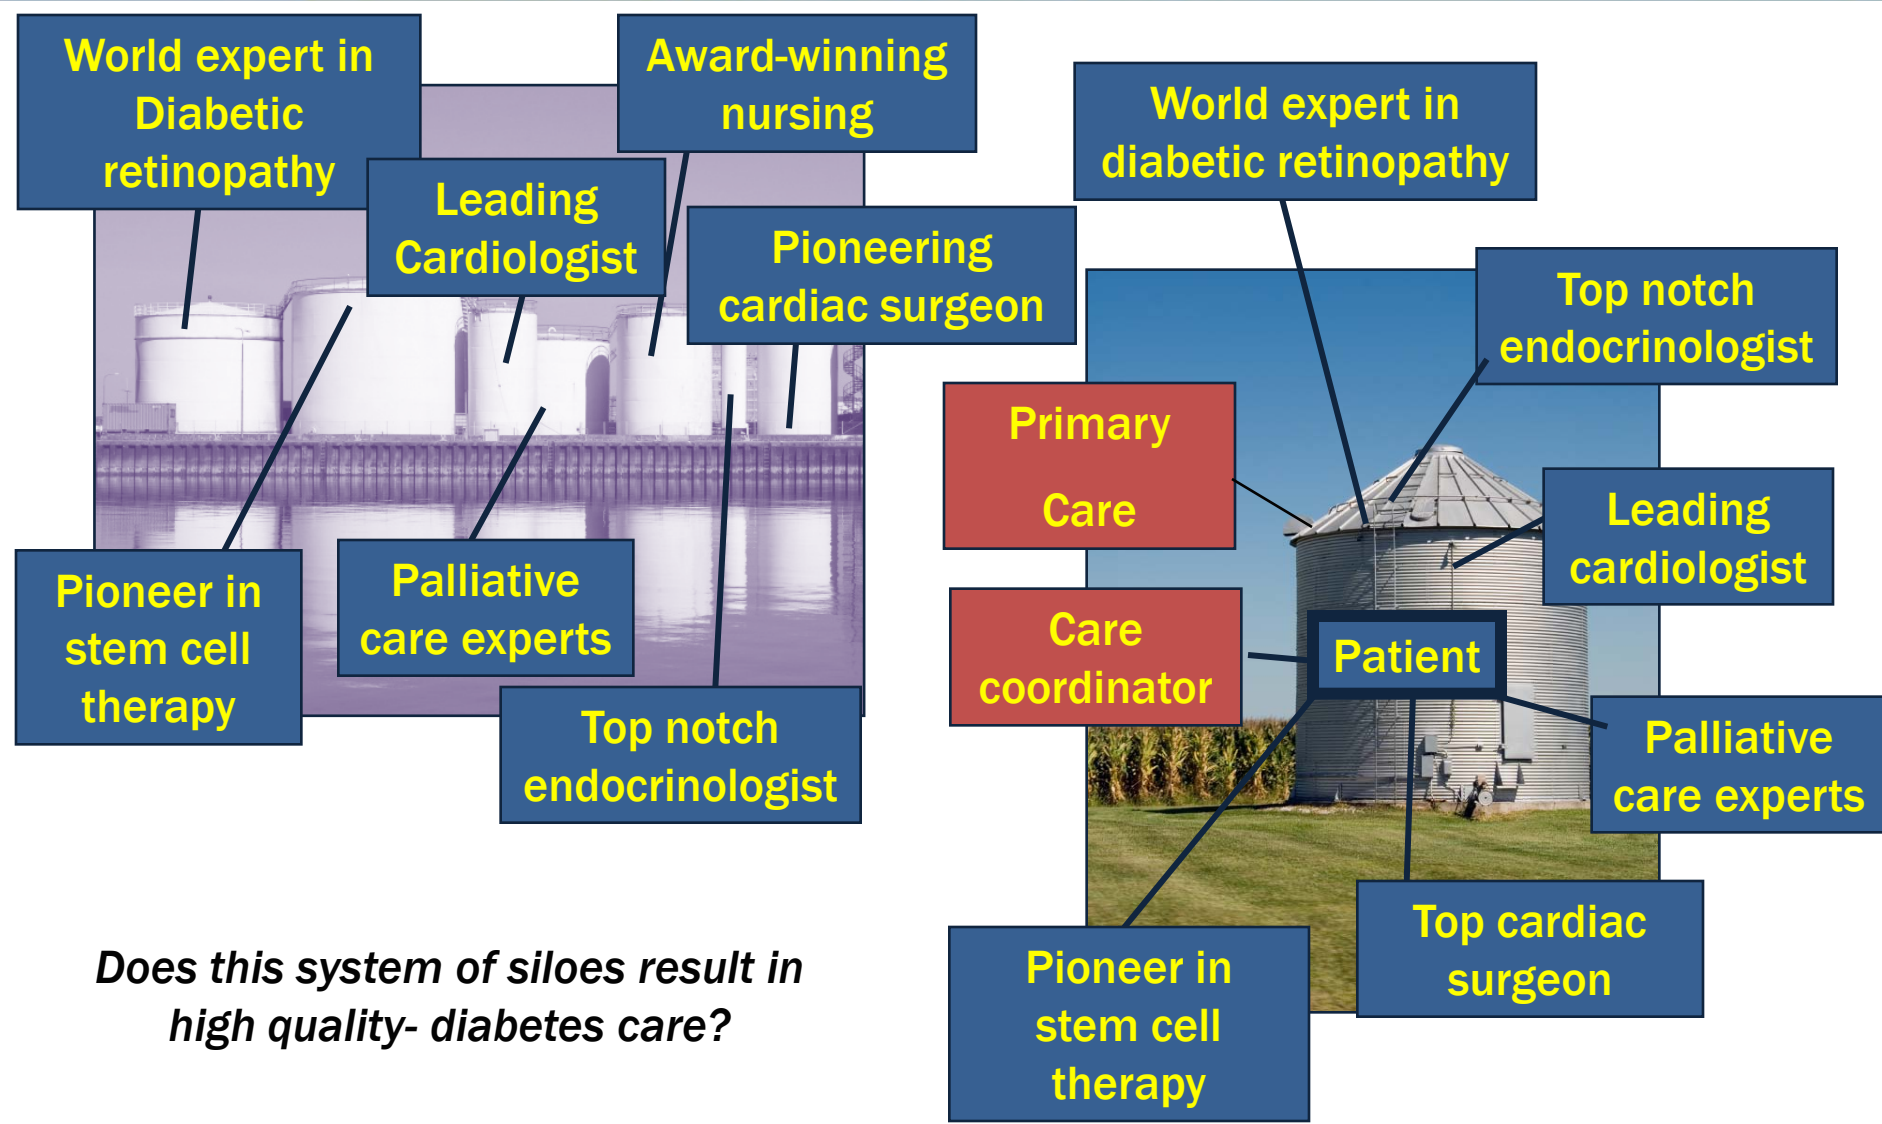 World expert in
Diabetic
retinopathy
Award-winning
nursing
Leading
Cardiologist
Pioneering
cardiac surgeon
Pioneer in
stem cell
therapy
Palliative
care experts
Top notch
endocrinologist
Does this system of siloes result in
high quality- diabetes care?
World expert in
diabetic retinopathy
Top notch
endocrinologist
Primary
Care
Leading
cardiologist
Care
coordinator
Patient
Palliative
care experts
Top cardiac
surgeon
Pioneer in
stem cell
therapy